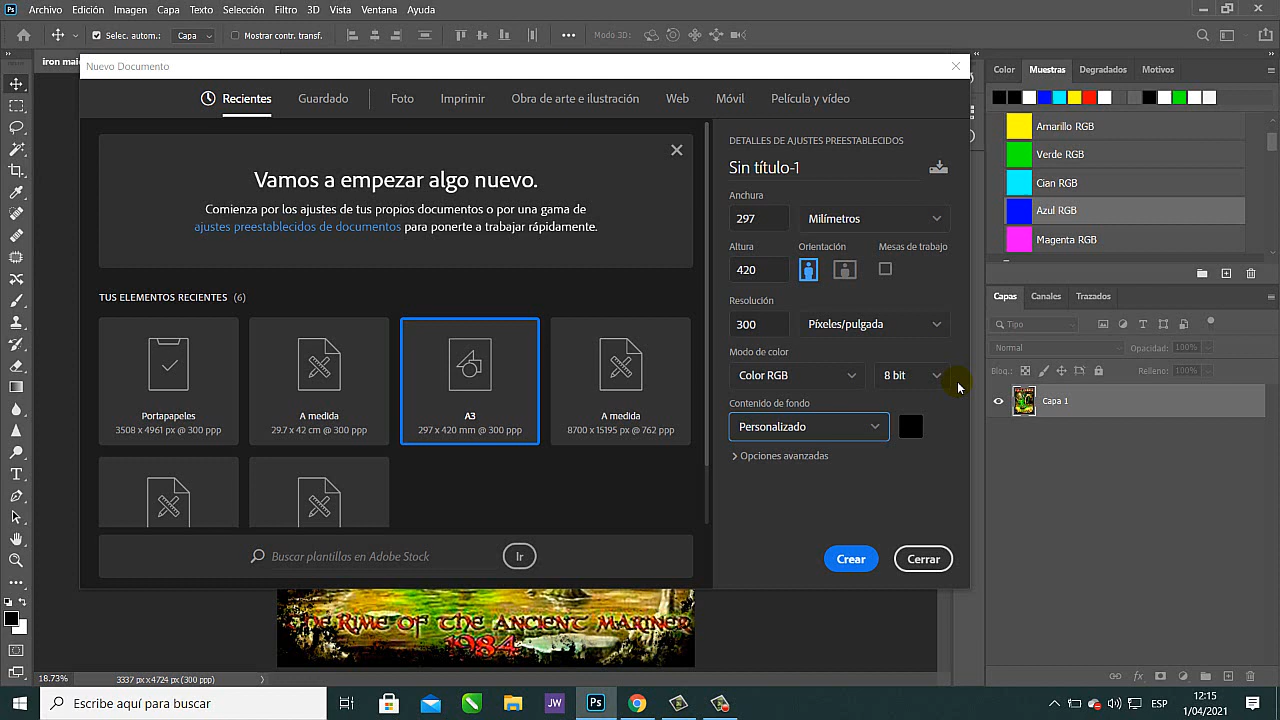 Ps Archivo Edición Imagen Capa Texto Selección Filtro 3D Vista Ventana Ayuda
Selec. autom.: Capa Mostrar contr. transf. Modo 3D:
Nuevo Documento
Recientes Guardado Foto Imprimir Obra de arte e ilustración Web Móvil Película y vídeo
Vamos a empezar algo nuevo.
Comienza por los ajustes de tus propios documentos o por una gama de
ajustes preestablecidos de documentos para ponerte a trabajar rápidamente.
TUS ELEMENTOS RECIENTES (6)
Portapapeles
3508 x 4961 px @ 300 ppp
A medida
29.7 x 42 cm @ 300 ppp
A3
297 x 420 mm @ 300 ppp
A medida
8700 x 15195 px @ 762 ppp
Buscar plantillas en Adobe Stock
Ir
DETALLES DE AJUSTES PREESTABLECIDOS
Sin título-1
Anchura
297 Milímetros
Altura Orientación Mesas de trabajo
420
Resolución
300 Píxeles/pulgada
Modo de color
Color RGB 8 bit
Contenido de fondo
Personalizado
Opciones avanzadas
Crear Cerrar
Color Muestras Degradados Motivos
Amarillo RGB
Verde RGB
Cian RGB
Azul RGB
Magenta RGB
Capas Canales Trazados
Tipo
Normal Opacidad: 100%
Bloq.: Relleno: 100%
Capa 1
THE RIME OF THE ANCIENT MARINER
1984
18.73% 3337 px x 4724 px (300 ppp)
Escribe aquí para buscar
JW
Ps
ESP
12:15
1/04/2021